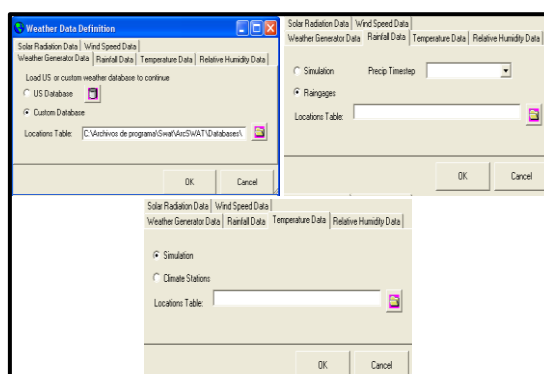 Weather Data Definition
Solar Radiation Data Wind Speed Data
Weather Generator Data Rainfall Data Temperature Data Relative Humidity Data
Load US or custom weather database to continue
US Database
Custom Database
Locations Table: C:\Archivos de programa\Swat\ArcSWAT\Databases\
OK Cancel
Solar Radiation Data Wind Speed Data
Weather Generator Data Rainfall Data Temperature Data Relative Humidity Data
Simulation Precip Timestep
Raingages
Locations Table:
OK Cancel
Solar Radiation Data Wind Speed Data
Weather Generator Data Rainfall Data Temperature Data Relative Humidity Data
Simulation
Climate Stations
Locations Table:
OK Cancel